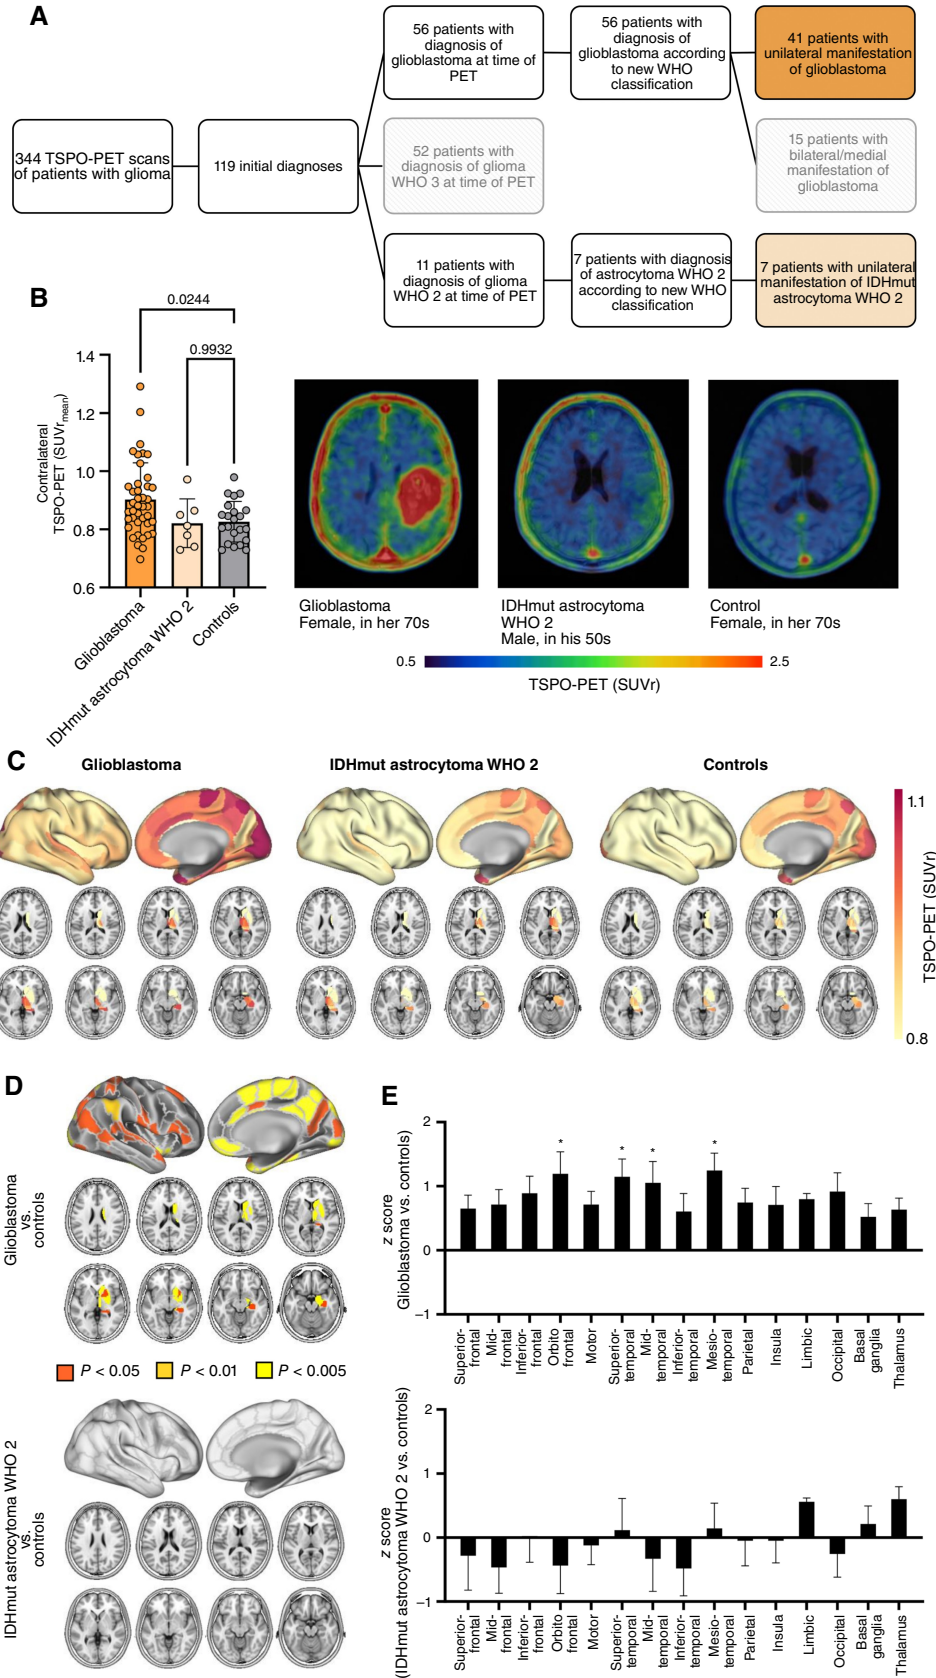 A
344 TSPO-PET scans
of patients with glioma
119 initial diagnoses
56 patients with
diagnosis of
glioblastoma at time of
PET
56 patients with
diagnosis of
glioblastoma according
to new WHO
classification
41 patients with
unilateral manifestation
of glioblastoma
52 patients with
diagnosis of glioma
WHO 3 at time of PET
15 patients with
bilateral/medial
manifestation of
glioblastoma
11 patients with
diagnosis of glioma
WHO 2 at time of PET
7 patients with diagnosis
of astrocytoma WHO 2
according to new WHO
classification
7 patients with unilateral
manifestation of IDHmut
astrocytoma WHO 2
B
0.0244
0.9932
Contralateral
TSPO-PET (SUVrmean)
1.4
1.2
1.0
0.8
0.6
Glioblastoma
IDHmut astrocytoma WHO 2
Controls
Glioblastoma
Female, in her 70s
IDHmut astrocytoma
WHO 2
Male, in his 50s
Control
Female, in her 70s
0.5
2.5
TSPO-PET (SUVr)
C
Glioblastoma
IDHmut astrocytoma WHO 2
Controls
1.1
TSPO-PET (SUVr)
0.8
D
Glioblastoma
vs.
controls
P < 0.05
P < 0.01
P < 0.005
IDHmut astrocytoma WHO 2
vs.
controls
E
z score
Glioblastoma vs. controls)
2
1
0
−1
*
*
*
*
Superior-
frontal
Mid-
frontal
Inferior-
frontal
Orbito
frontal
Motor
Superior-
temporal
Mid-
temporal
Inferior-
temporal
Mesio-
temporal
Parietal
Insula
Limbic
Occipital
Basal
ganglia
Thalamus
z score
(IDHmut astrocytoma WHO 2 vs. controls)
2
1
0
−1
Superior-
frontal
Mid-
frontal
Inferior-
frontal
Orbito
frontal
Motor
Superior-
temporal
Mid-
temporal
Inferior-
temporal
Mesio-
temporal
Parietal
Insula
Limbic
Occipital
Basal
ganglia
Thalamus